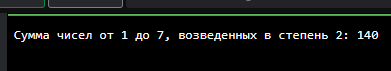 Сумма чисел от 1 до 7, возведенных в степень 2: 140